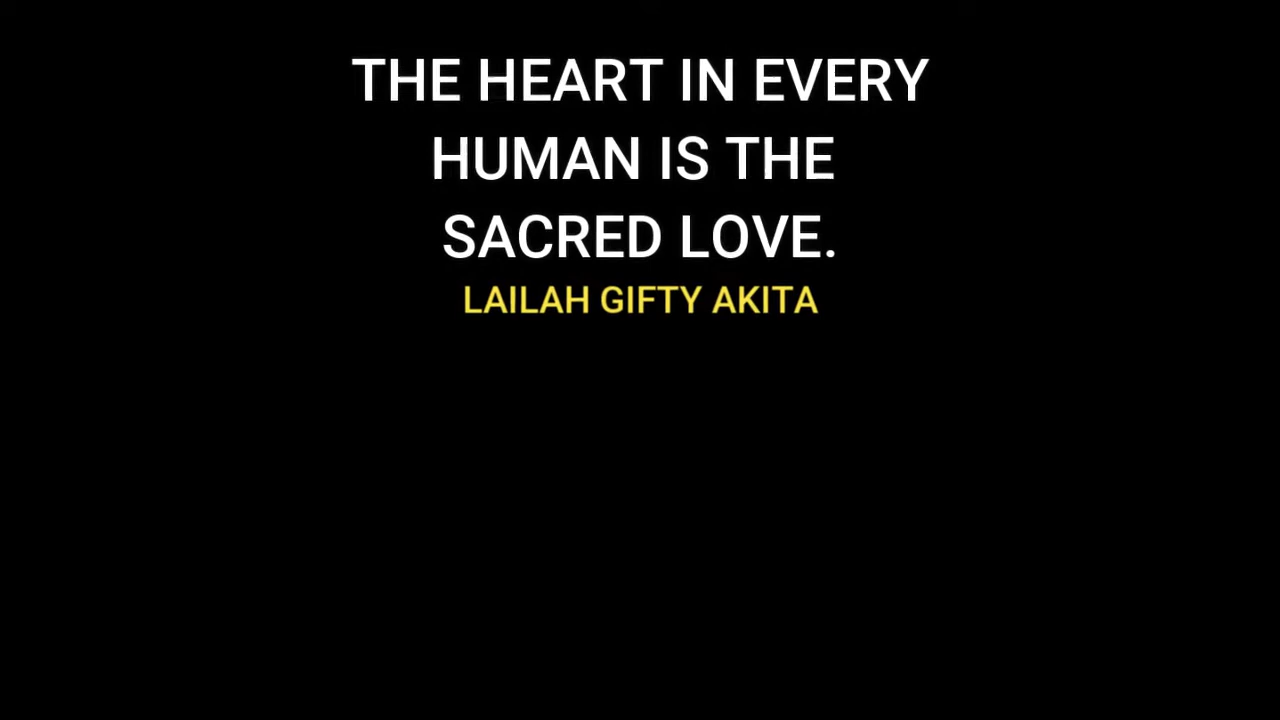 THE HEART IN EVERY
HUMAN IS THE
SACRED LOVE.
LAILAH GIFTY AKITA